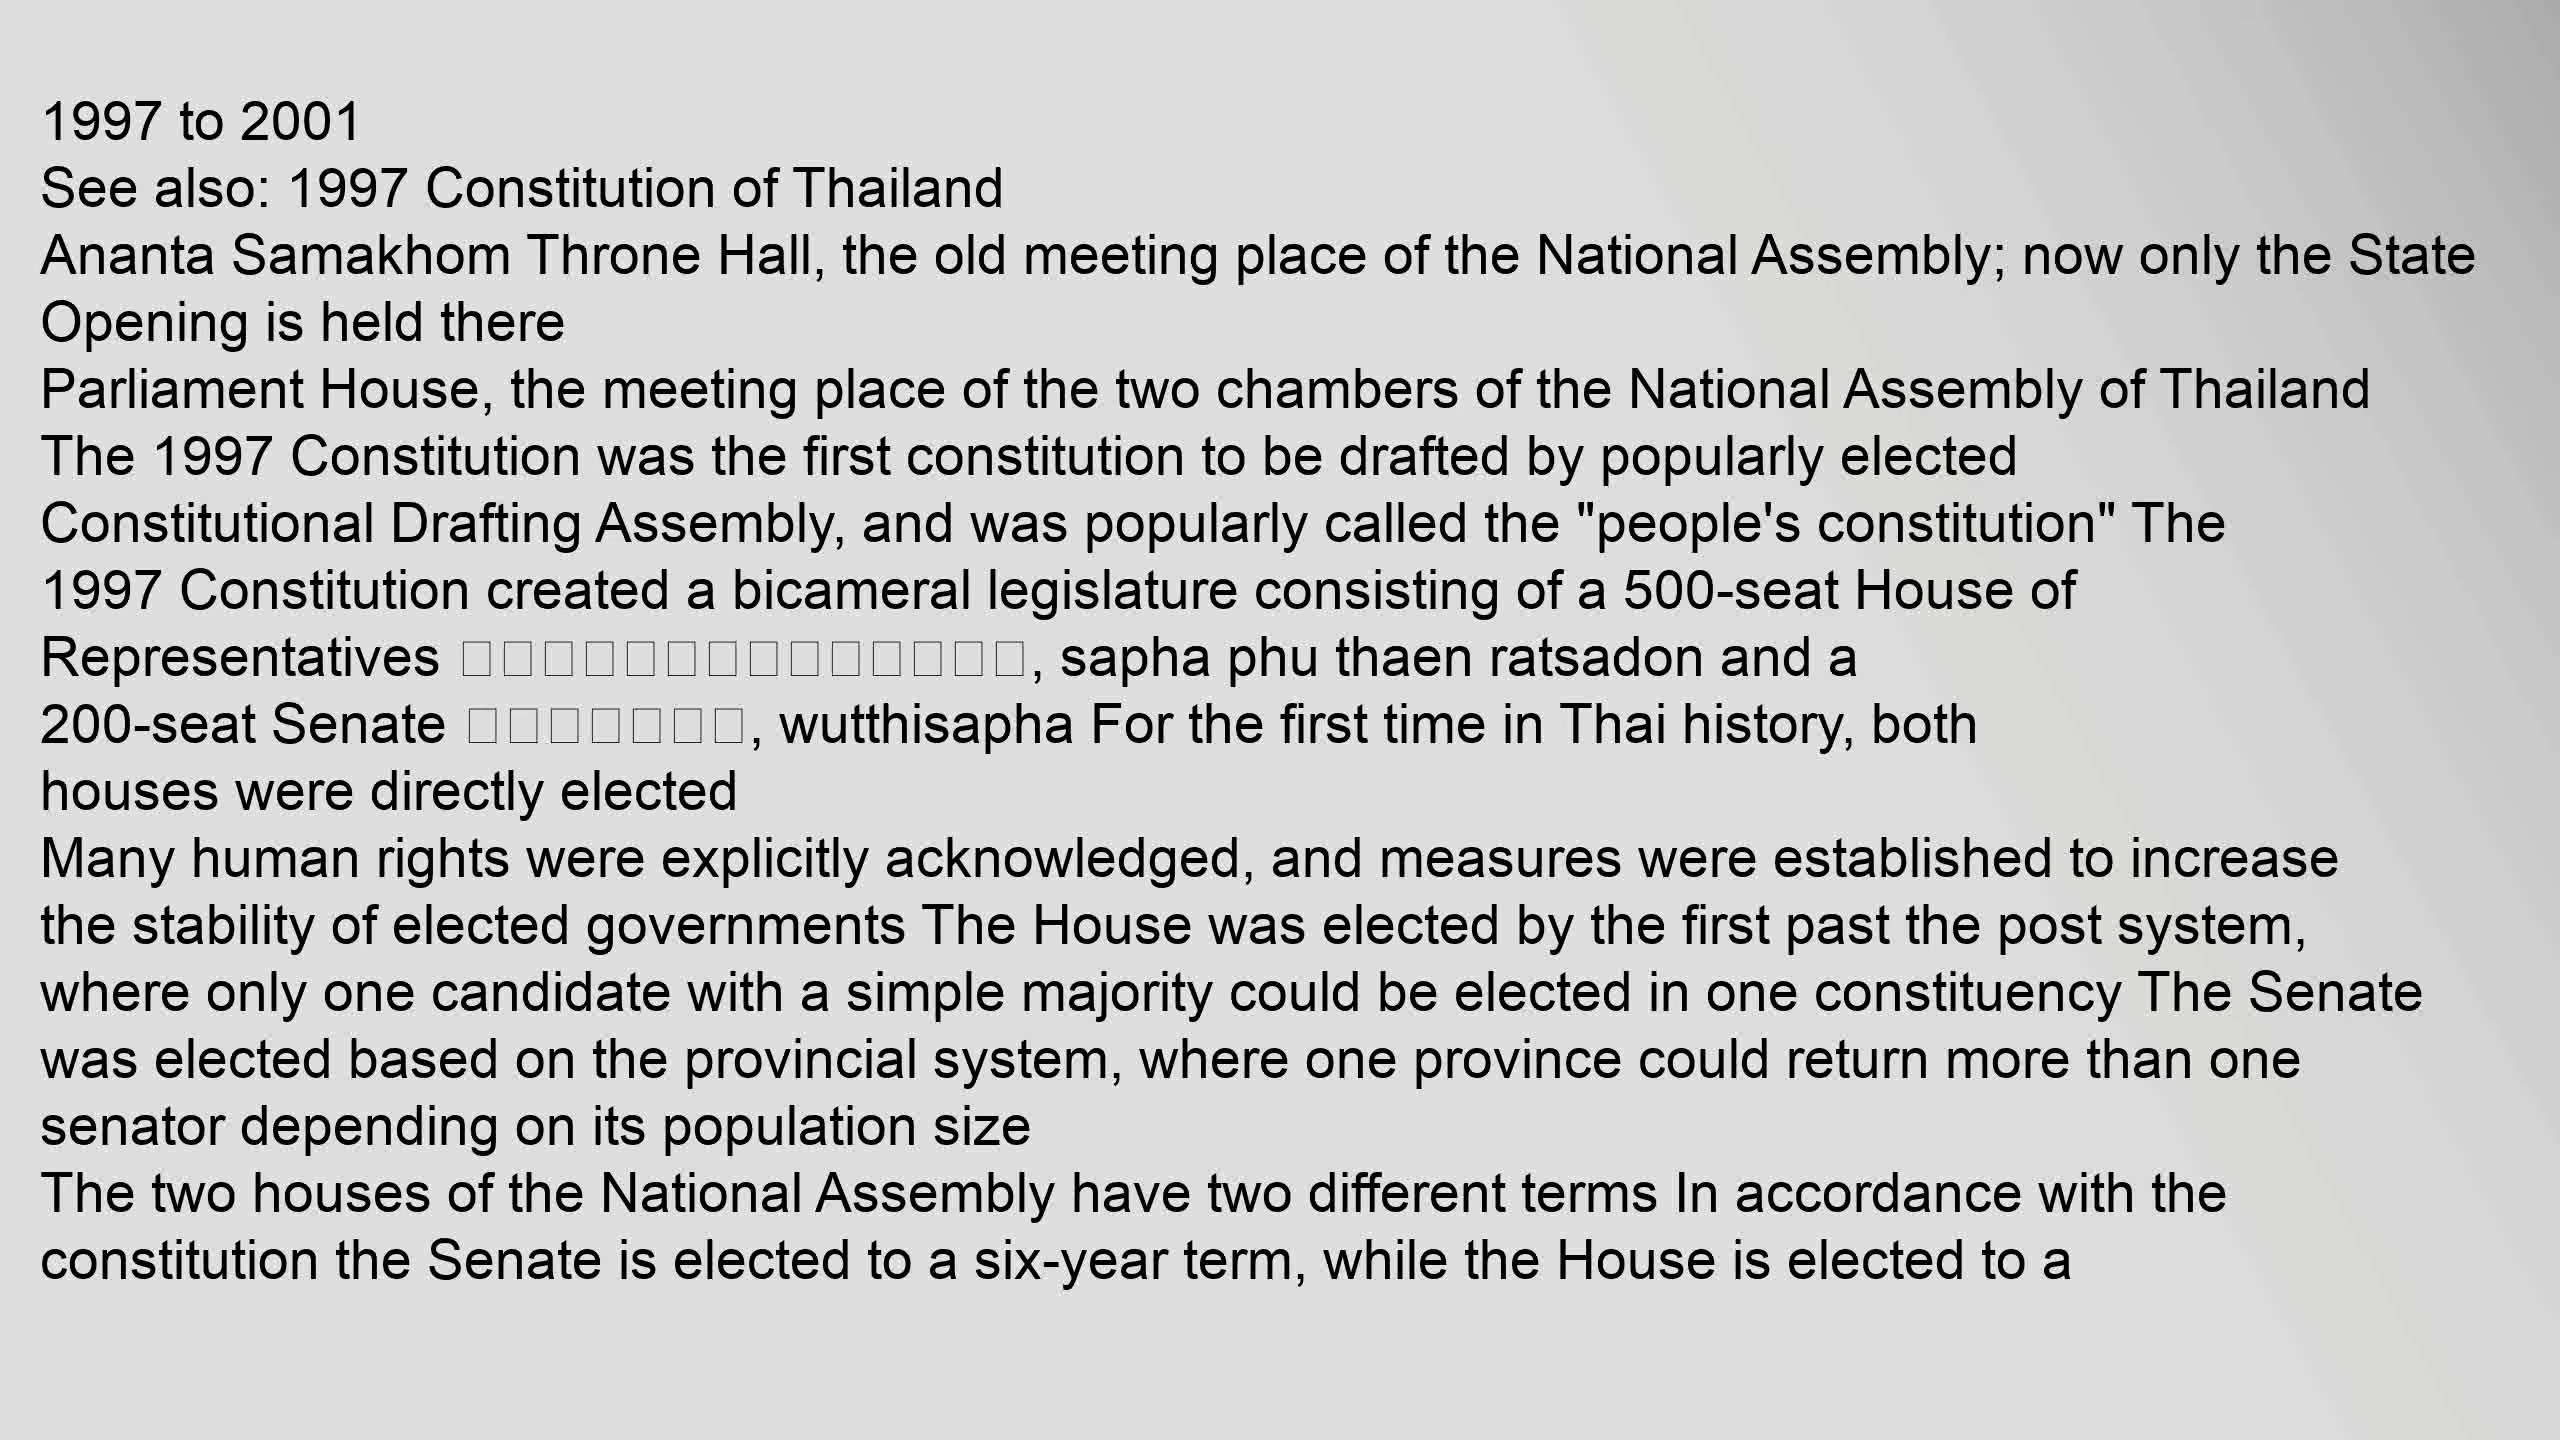 1997 to 2001
See also: 1997 Constitution of Thailand
Ananta Samakhom Throne Hall, the old meeting place of the National Assembly; now only the State
Opening is held there
Parliament House, the meeting place of the two chambers of the National Assembly of Thailand
The 1997 Constitution was the first constitution to be drafted by popularly elected
Constitutional Drafting Assembly, and was popularly called the "people's constitution" The
1997 Constitution created a bicameral legislature consisting of a 500-seat House of
Representatives □□□□□□□□□□□□□□, sapha phu thaen ratsadon and a
200-seat Senate □□□□□□□, wutthisapha For the first time in Thai history, both
houses were directly elected
Many human rights were explicitly acknowledged, and measures were established to increase
the stability of elected governments The House was elected by the first past the post system,
where only one candidate with a simple majority could be elected in one constituency The Senate
was elected based on the provincial system, where one province could return more than one
senator depending on its population size
The two houses of the National Assembly have two different terms In accordance with the
constitution the Senate is elected to a six-year term, while the House is elected to a